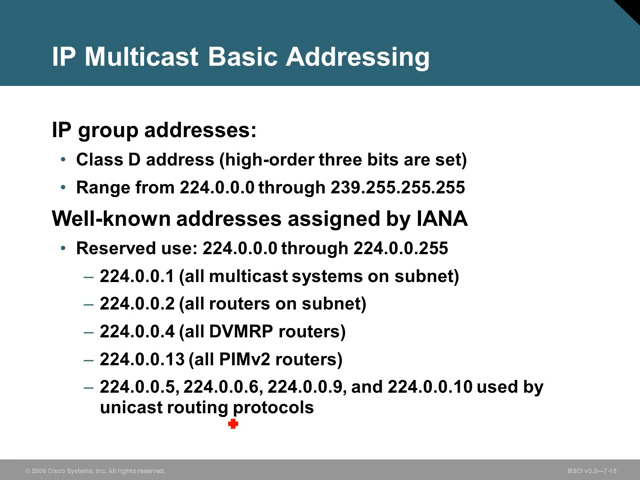 IP Multicast Basic Addressing
IP group addresses:
• Class D address (high-order three bits are set)
• Range from 224.0.0.0 through 239.255.255.255
Well-known addresses assigned by IANA
• Reserved use: 224.0.0.0 through 224.0.0.255
– 224.0.0.1 (all multicast systems on subnet)
– 224.0.0.2 (all routers on subnet)
– 224.0.0.4 (all DVMRP routers)
– 224.0.0.13 (all PIMv2 routers)
– 224.0.0.5, 224.0.0.6, 224.0.0.9, and 224.0.0.10 used by
unicast routing protocols
© 2006 Cisco Systems, Inc. All rights reserved.
BSCI v3.0—7-16